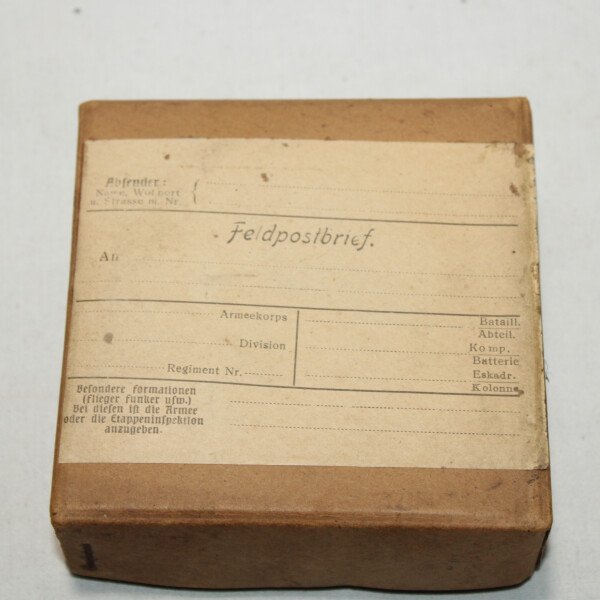 Absender:
Name, Wohnort
u. Strasse m. Nr.
Feldpostbrief.
An
Armeekorps
Division
Regiment Nr.
Bataill.
Abteil.
Komp.
Batterie
Eskadr.
Kolonne
Besondere Formationen
(Flieger Funker usw.)
Bei diesen ist die Armee
oder die Etappeninspektion
anzugeben.